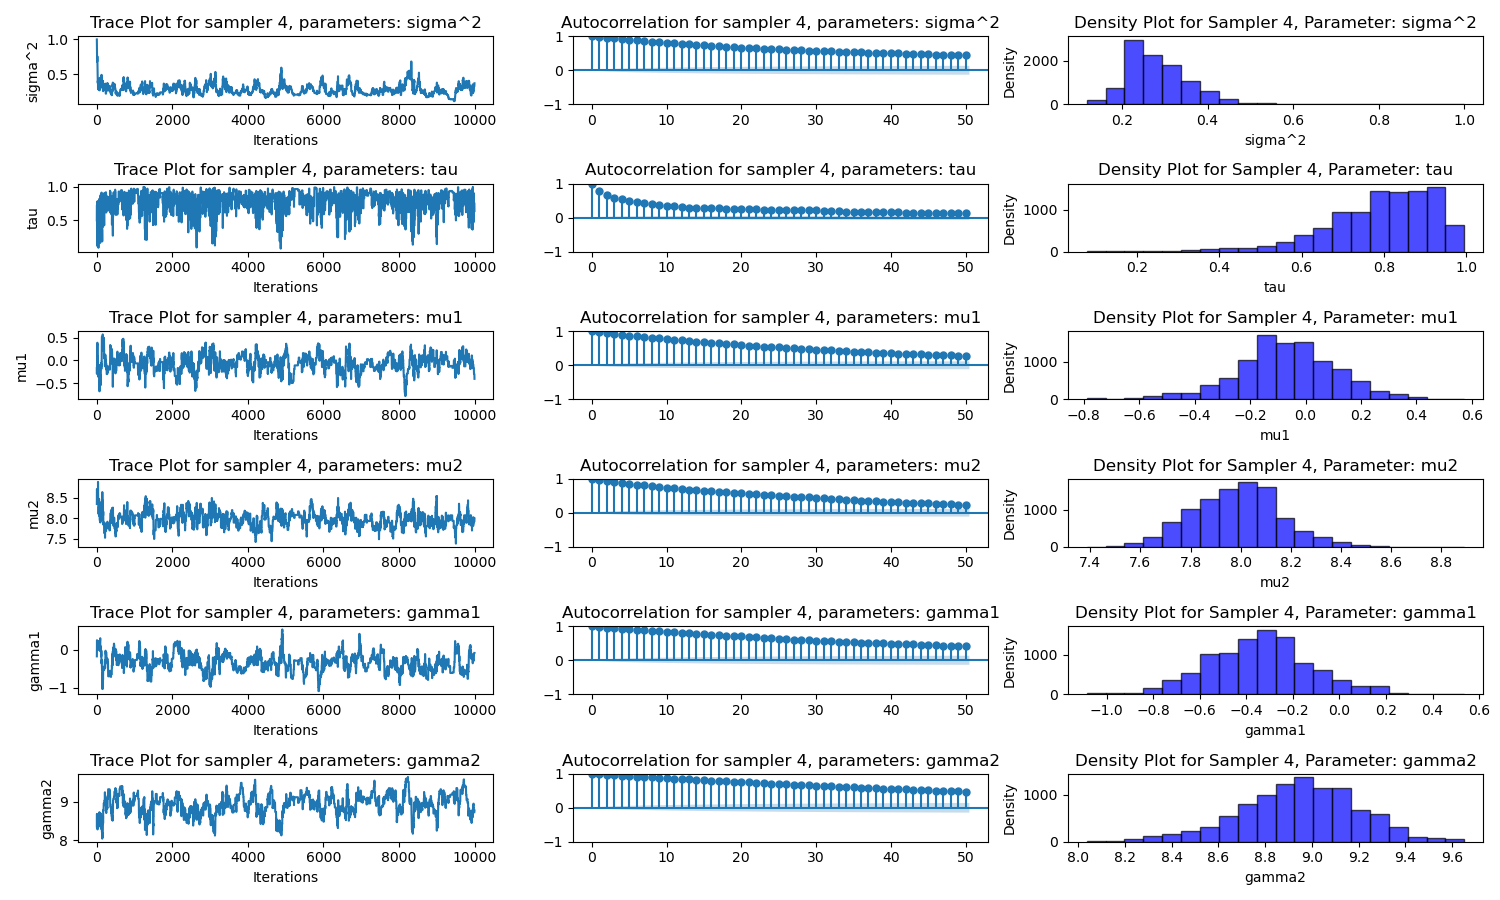 Trace Plot for sampler 4, parameters: sigma^2
sigma^2
1.0
0.5
0 2000 4000 6000 8000 10000
Iterations
Autocorrelation for sampler 4, parameters: sigma^2
1
0
−1
0 10 20 30 40 50
Density Plot for Sampler 4, Parameter: sigma^2
Density
2000
0
0.2 0.4 0.6 0.8 1.0
sigma^2
Trace Plot for sampler 4, parameters: tau
tau
1.0
0.5
0 2000 4000 6000 8000 10000
Iterations
Autocorrelation for sampler 4, parameters: tau
1
0
−1
0 10 20 30 40 50
Density Plot for Sampler 4, Parameter: tau
Density
1000
0
0.2 0.4 0.6 0.8 1.0
tau
Trace Plot for sampler 4, parameters: mu1
mu1
0.5
0.0
−0.5
0 2000 4000 6000 8000 10000
Iterations
Autocorrelation for sampler 4, parameters: mu1
1
0
−1
0 10 20 30 40 50
Density Plot for Sampler 4, Parameter: mu1
Density
1000
0
−0.8 −0.6 −0.4 −0.2 0.0 0.2 0.4 0.6
mu1
Trace Plot for sampler 4, parameters: mu2
mu2
8.5
8.0
7.5
0 2000 4000 6000 8000 10000
Iterations
Autocorrelation for sampler 4, parameters: mu2
1
0
−1
0 10 20 30 40 50
Density Plot for Sampler 4, Parameter: mu2
Density
1000
0
7.4 7.6 7.8 8.0 8.2 8.4 8.6 8.8
mu2
Trace Plot for sampler 4, parameters: gamma1
gamma1
0
−1
0 2000 4000 6000 8000 10000
Iterations
Autocorrelation for sampler 4, parameters: gamma1
1
0
−1
0 10 20 30 40 50
Density Plot for Sampler 4, Parameter: gamma1
Density
1000
0
−1.0 −0.8 −0.6 −0.4 −0.2 0.0 0.2 0.4 0.6
gamma1
Trace Plot for sampler 4, parameters: gamma2
gamma2
9
8
0 2000 4000 6000 8000 10000
Iterations
Autocorrelation for sampler 4, parameters: gamma2
1
0
−1
0 10 20 30 40 50
Density Plot for Sampler 4, Parameter: gamma2
Density
1000
0
8.0 8.2 8.4 8.6 8.8 9.0 9.2 9.4 9.6
gamma2